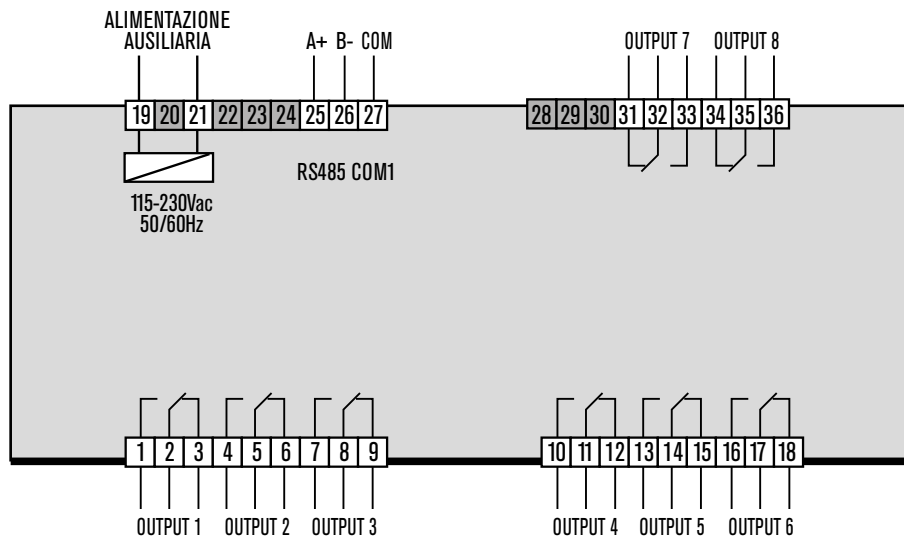 ALIMENTAZIONE
AUSILIARIA
A+ B- COM
OUTPUT 7 OUTPUT 8
19 20 21 22 23 24 25 26 27
28 29 30 31 32 33 34 35 36
RS485 COM1
115-230Vac
50/60Hz
1 2 3 4 5 6 7 8 9
10 11 12 13 14 15 16 17 18
OUTPUT 1 OUTPUT 2 OUTPUT 3
OUTPUT 4 OUTPUT 5 OUTPUT 6